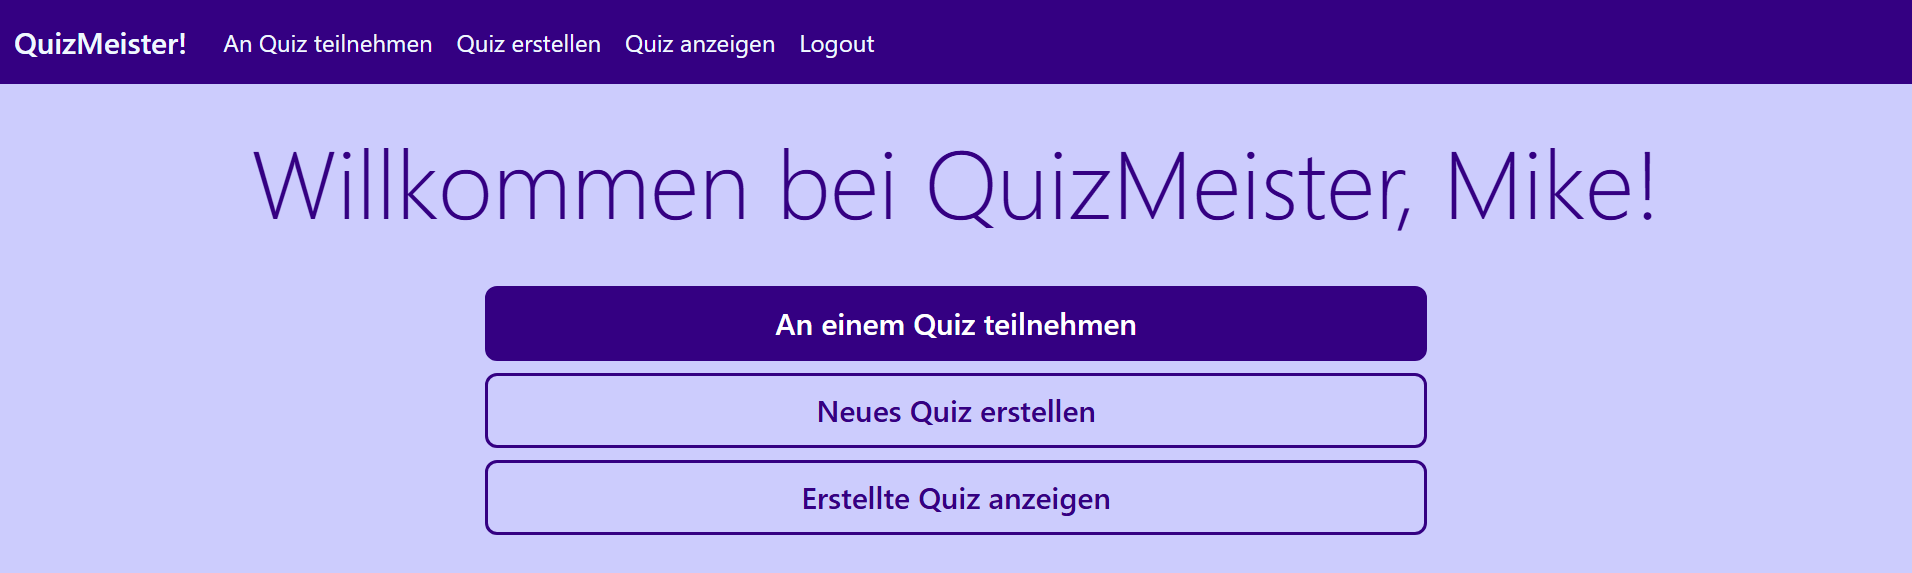 QuizMeister! An Quiz teilnehmen Quiz erstellen Quiz anzeigen Logout
Willkommen bei QuizMeister, Mike!
An einem Quiz teilnehmen
Neues Quiz erstellen
Erstellte Quiz anzeigen